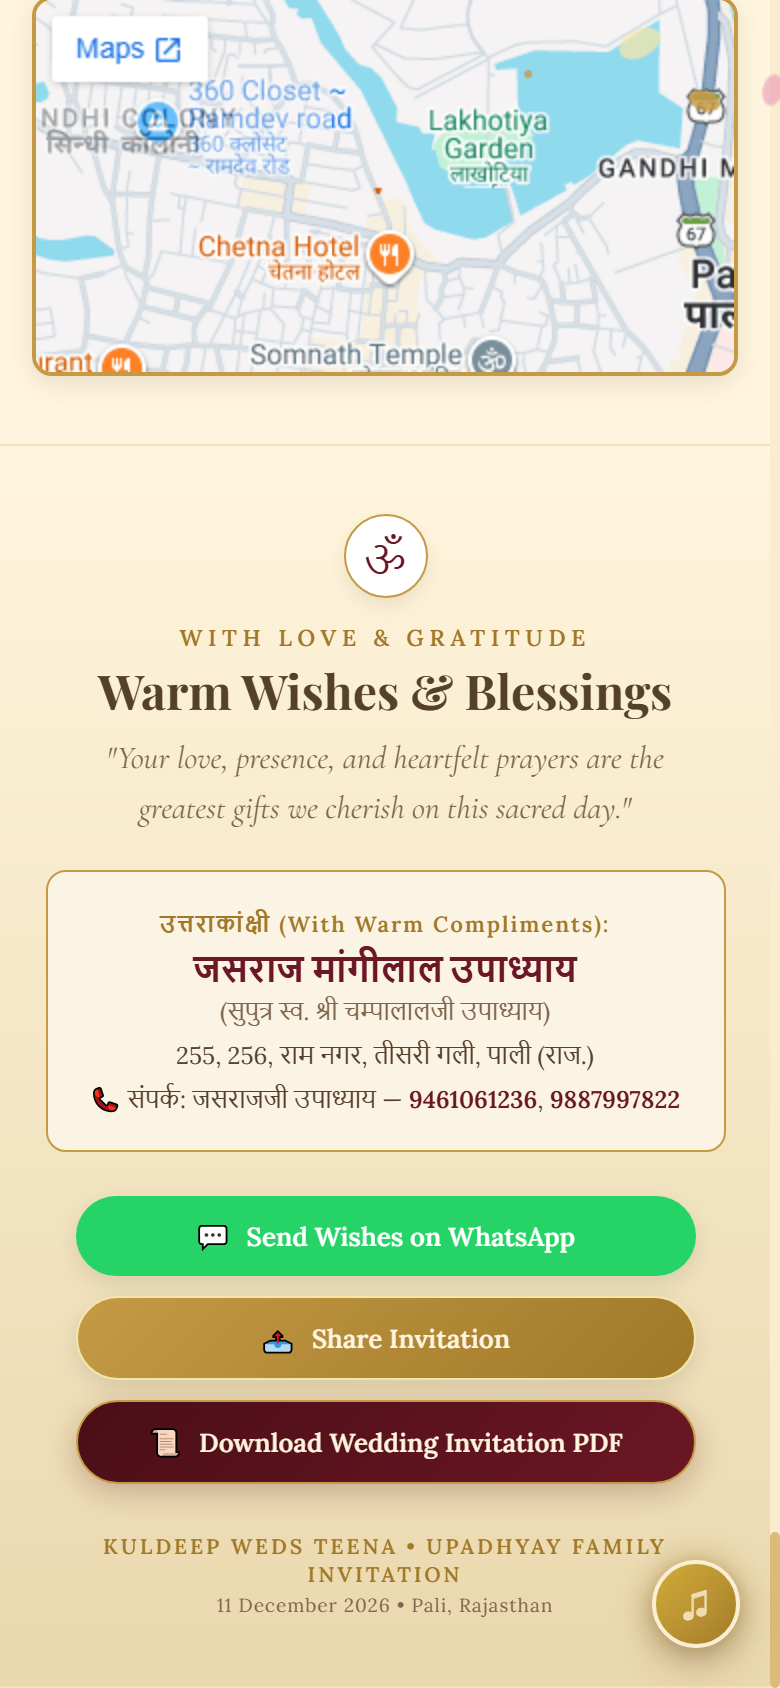 Maps
360 Closet ~
Ramdev road
360 क्लोसेट
~ रामदेव रोड
NDHI COLONY
सिन्धी कालोनी
Lakhotiya
Garden
लाखोटिया
GANDHI M
67
67
Chetna Hotel
चेतना होटल
Pa
पाल
Somnath Temple
urant
ॐ
WITH LOVE & GRATITUDE
Warm Wishes & Blessings
"Your love, presence, and heartfelt prayers are the
greatest gifts we cherish on this sacred day."
उत्तराकांक्षी (With Warm Compliments):
जसराज मांगीलाल उपाध्याय
(सुपुत्र स्व. श्री चम्पालालजी उपाध्याय)
255, 256, राम नगर, तीसरी गली, पाली (राज.)
संपर्क: जसराजजी उपाध्याय — 9461061236, 9887997822
Send Wishes on WhatsApp
Share Invitation
Download Wedding Invitation PDF
KULDEEP WEDS TEENA • UPADHYAY FAMILY
INVITATION
11 December 2026 • Pali, Rajasthan